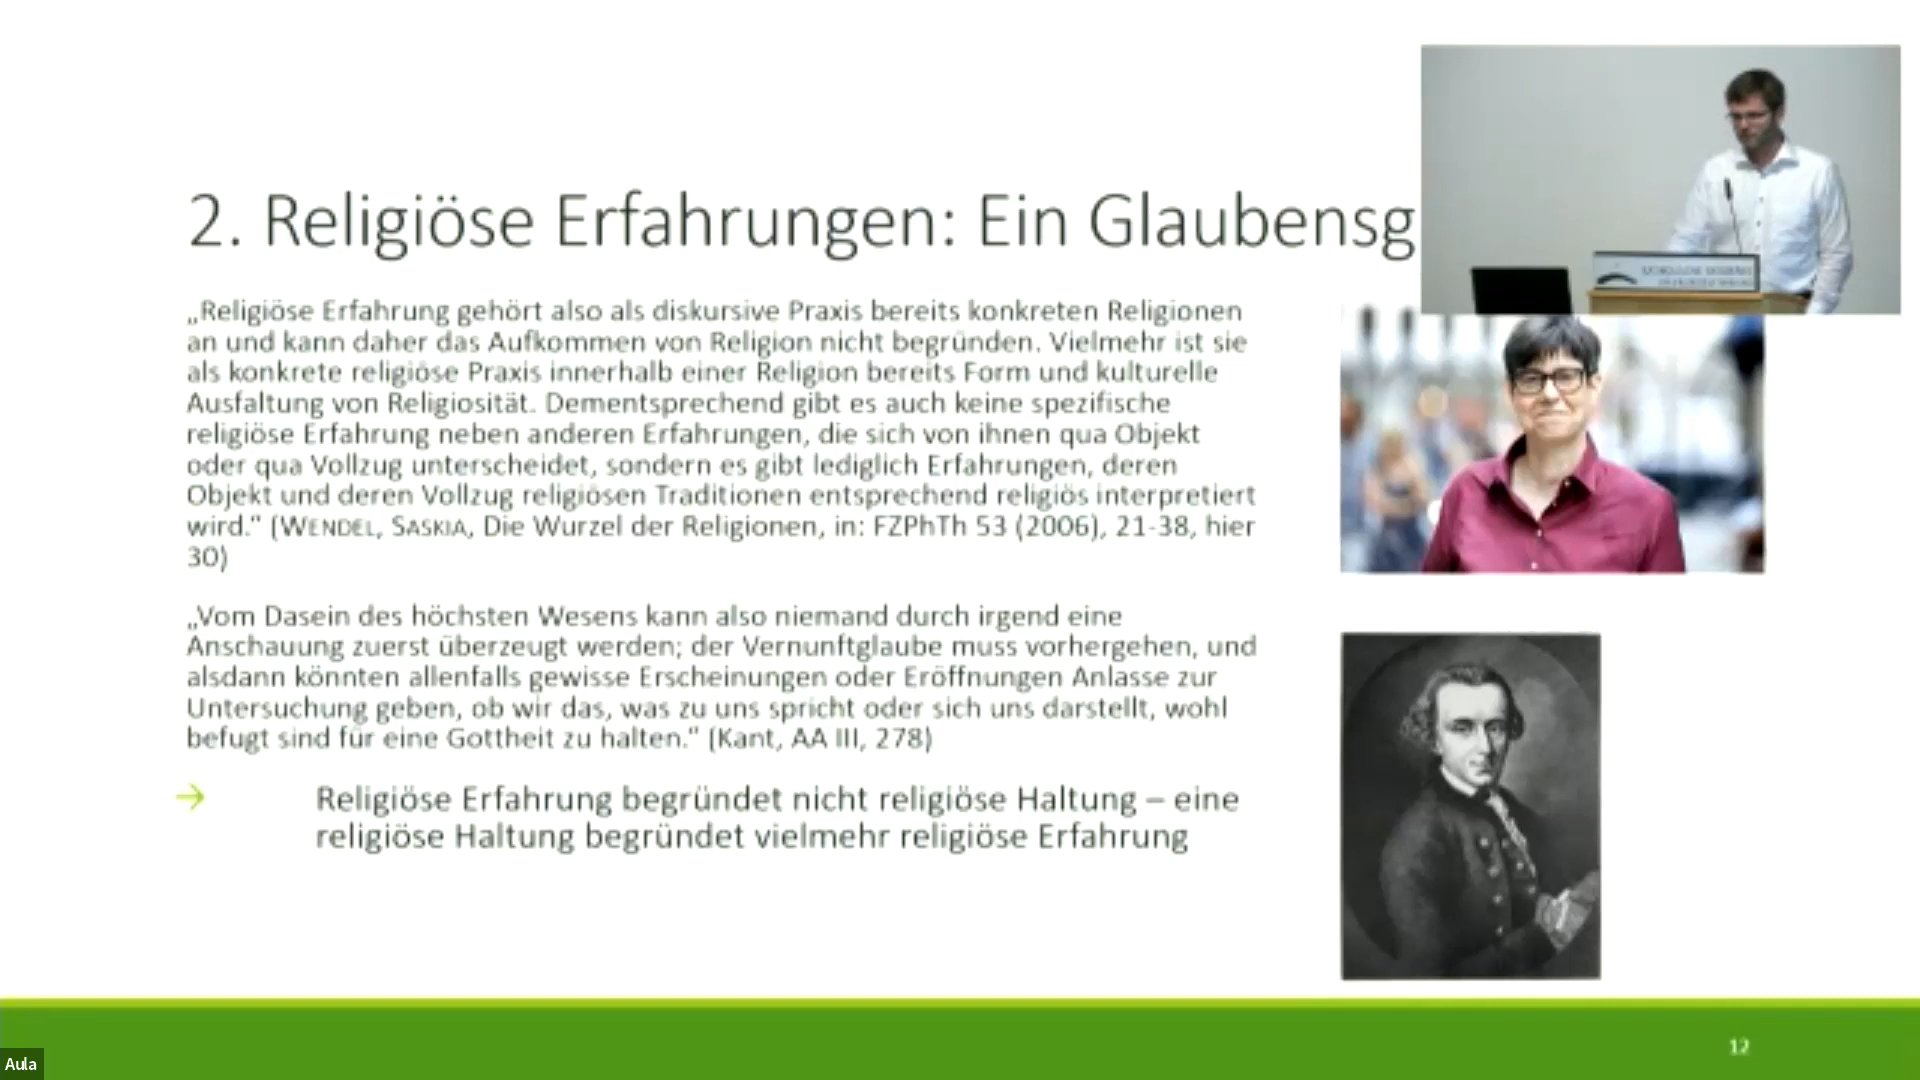 2. Religiöse Erfahrungen: Ein Glaubensg
„Religiöse Erfahrung gehört also als diskursive Praxis bereits konkreten Religionen
an und kann daher das Aufkommen von Religion nicht begründen. Vielmehr ist sie
als konkrete religiöse Praxis innerhalb einer Religion bereits Form und kulturelle
Ausfaltung von Religiosität. Dementsprechend gibt es auch keine spezifische
religiöse Erfahrung neben anderen Erfahrungen, die sich von ihnen qua Objekt
oder qua Vollzug unterscheidet, sondern es gibt lediglich Erfahrungen, deren
Objekt und deren Vollzug religiösen Traditionen entsprechend religiös interpretiert
wird.“ (WENDEL, SASKIA, Die Wurzel der Religionen, in: FZPhTh 53 (2006), 21-38, hier
30)
„Vom Dasein des höchsten Wesens kann also niemand durch irgend eine
Anschauung zuerst überzeugt werden; der Vernunftglaube muss vorhergehen, und
alsdann könnten allenfalls gewisse Erscheinungen oder Eröffnungen Anlasse zur
Untersuchung geben, ob wir das, was zu uns spricht oder sich uns darstellt, wohl
befugt sind für eine Gottheit zu halten.“ (Kant, AA III, 278)
→ Religiöse Erfahrung begründet nicht religiöse Haltung – eine
religiöse Haltung begründet vielmehr religiöse Erfahrung
12
Aula